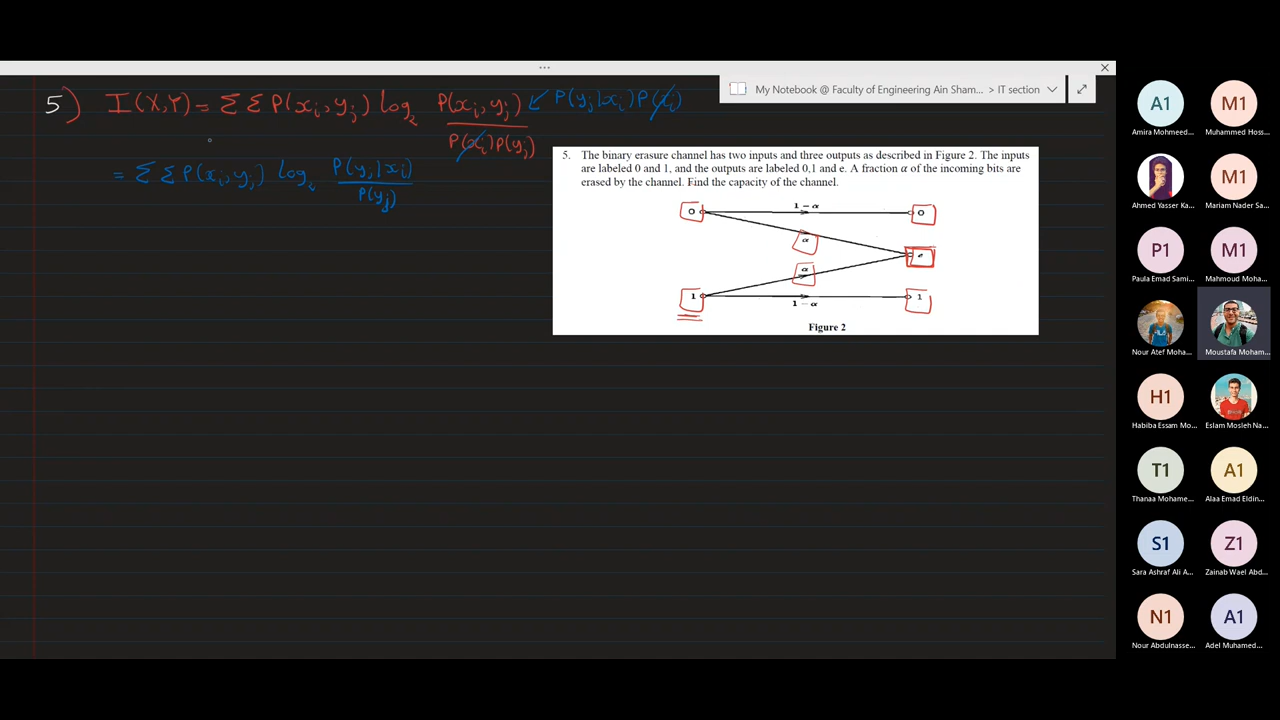 My Notebook @ Faculty of Engineering Ain Sham... > IT section
5) I(X,Y) = Σ Σ P(xi, yj) log2 P(xi, yj) / P(xi)P(yj) ↙ P(yj|xi)P(xi)
= Σ Σ P(xi, yj) log2 P(yj|xi) / P(yj)
5. The binary erasure channel has two inputs and three outputs as described in Figure 2. The inputs
are labeled 0 and 1, and the outputs are labeled 0,1 and e. A fraction α of the incoming bits are
erased by the channel. Find the capacity of the channel.
1 − α
0 0
α
e
α
1 1
1 − α
Figure 2
A1 M1
Amira Mohmeed... Muhammed Hoss...
Ahmed Yasser Ka... Mariam Nader Sa...
P1 M1
Paula Emad Sami... Mahmoud Moha...
Nour Atef Moha... Moustafa Moham...
H1
Habiba Essam Mo... Eslam Mosleh Na...
T1 A1
Thanaa Mohame... Alaa Emad Eldin...
S1 Z1
Sara Ashraf Ali A... Zainab Wael Abd...
N1 A1
Nour Abdulnasse... Adel Muhamed...